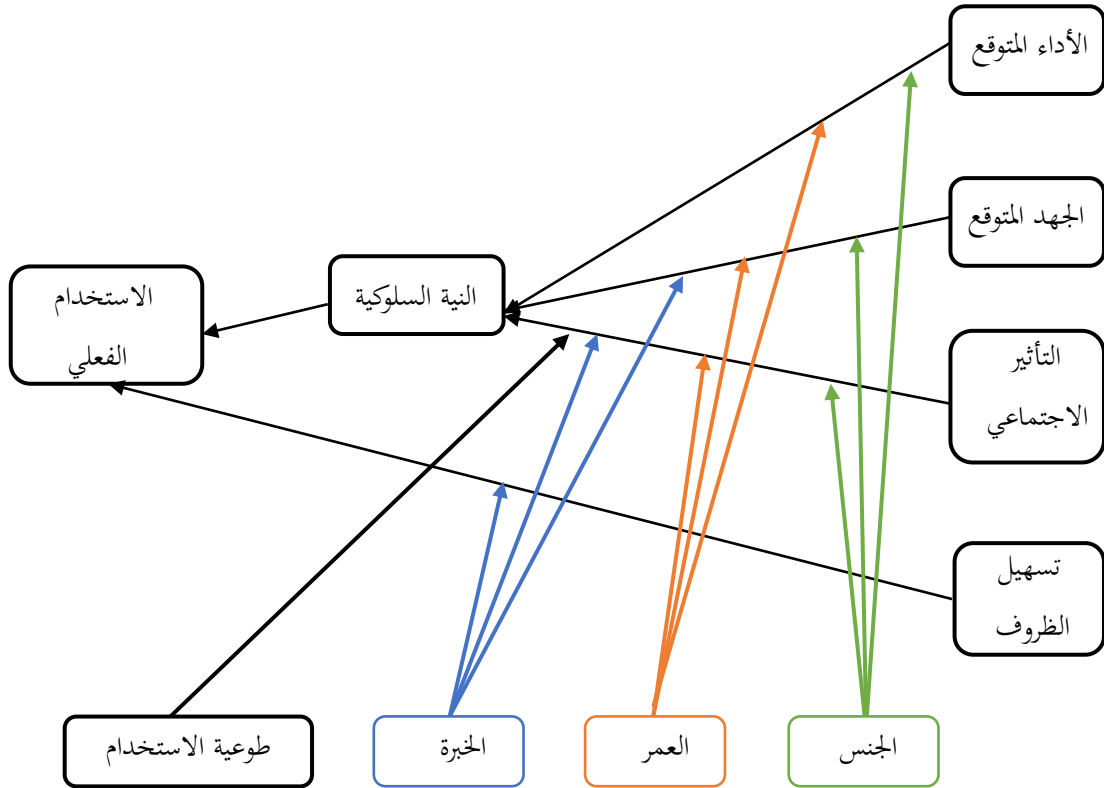 الأداء المتوقع
الجهد المتوقع
النية السلوكية
الاستخدام
الفعلي
التأثير
الاجتماعي
تسهيل
الظروف
الجنس
العمر
الخبرة
طوعية الاستخدام